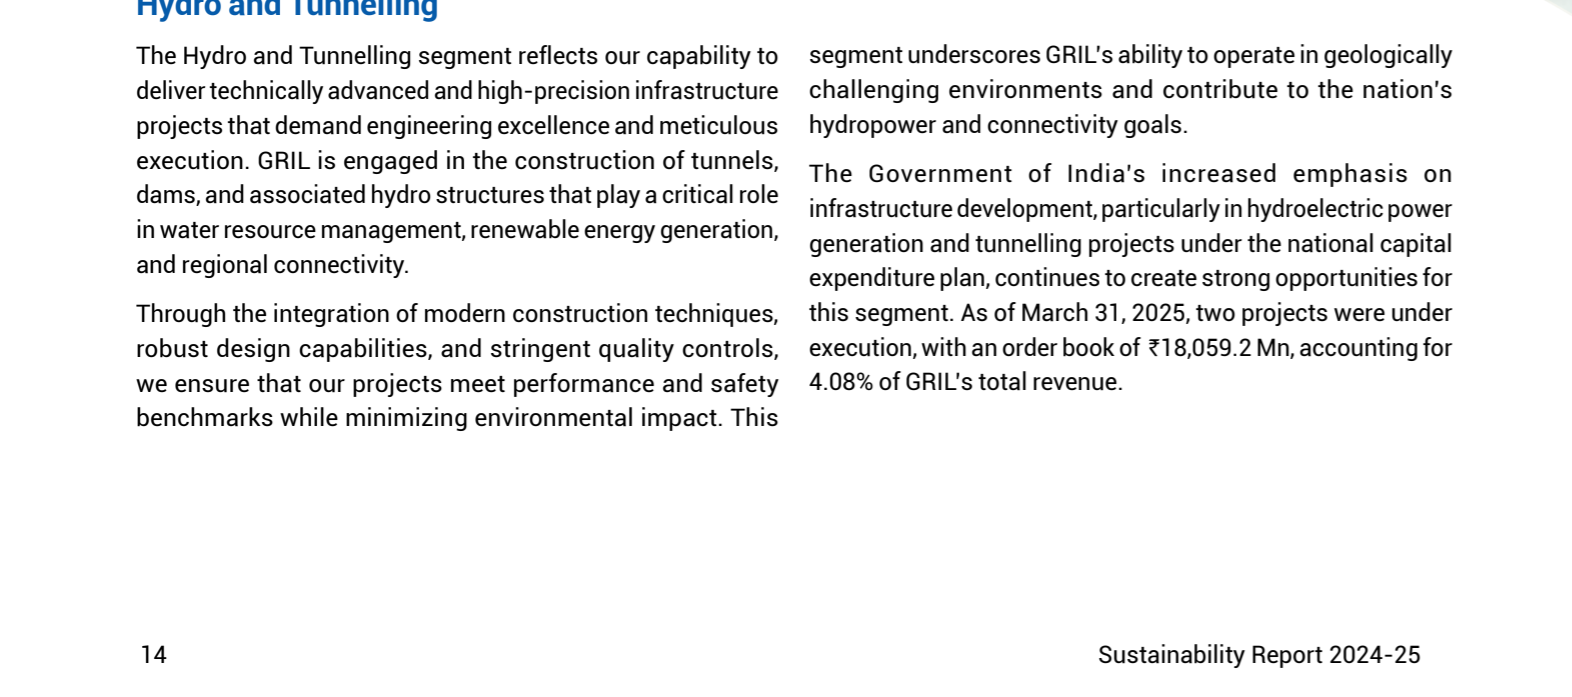 Hydro and Tunnelling
The Hydro and Tunnelling segment reflects our capability to
deliver technically advanced and high-precision infrastructure
projects that demand engineering excellence and meticulous
execution. GRIL is engaged in the construction of tunnels,
dams, and associated hydro structures that play a critical role
in water resource management, renewable energy generation,
and regional connectivity.
Through the integration of modern construction techniques,
robust design capabilities, and stringent quality controls,
we ensure that our projects meet performance and safety
benchmarks while minimizing environmental impact. This
segment underscores GRIL's ability to operate in geologically
challenging environments and contribute to the nation's
hydropower and connectivity goals.
The Government of India's increased emphasis on
infrastructure development, particularly in hydroelectric power
generation and tunnelling projects under the national capital
expenditure plan, continues to create strong opportunities for
this segment. As of March 31, 2025, two projects were under
execution, with an order book of ₹18,059.2 Mn, accounting for
4.08% of GRIL's total revenue.
14
Sustainability Report 2024-25